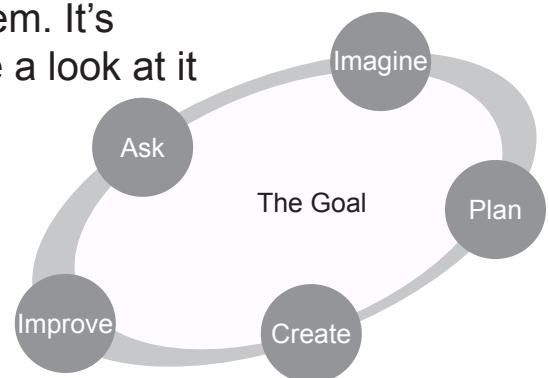 em. It's
e a look at it
Imagine
Ask
The Goal
Plan
Improve
Create